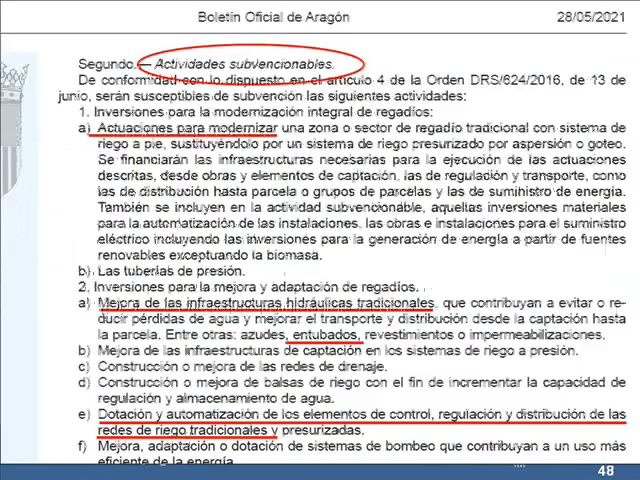 Boletín Oficial de Aragón 28/05/2021
Segundo.— Actividades subvencionables.
De conformidad con lo dispuesto en el artículo 4 de la Orden DRS/624/2016, de 13 de
junio, serán susceptibles de subvención las siguientes actividades:
1. Inversiones para la modernización integral de regadíos:
a) Actuaciones para modernizar una zona o sector de regadío tradicional con sistema de
riego a pie, sustituyéndolo por un sistema de riego presurizado por aspersión o goteo.
Se financiarán las infraestructuras necesarias para la ejecución de las actuaciones
descritas, desde obras y elementos de captación, las de regulación y transporte, como
las de distribución hasta parcela o grupos de parcelas y las de suministro de energía.
También se incluyen en la actividad subvencionable, aquellas inversiones materiales
para la automatización de las instalaciones, las obras e instalaciones para el suministro
eléctrico incluyendo las inversiones para la generación de energía a partir de fuentes
renovables exceptuando la biomasa.
b) Las tuberías de presión.
2. Inversiones para la mejora y adaptación de regadíos.
a) Mejora de las infraestructuras hidráulicas tradicionales, que contribuyan a evitar o re-
ducir pérdidas de agua y mejorar el transporte y distribución desde la captación hasta
la parcela. Entre otras: azudes, entubados, revestimientos o impermeabilizaciones.
b) Mejora de las infraestructuras de captación en los sistemas de riego a presión.
c) Construcción o mejora de las redes de drenaje.
d) Construcción o mejora de balsas de riego con el fin de incrementar la capacidad de
regulación y almacenamiento de agua.
e) Dotación y automatización de los elementos de control, regulación y distribución de las
redes de riego tradicionales y presurizadas.
f) Mejora, adaptación o dotación de sistemas de bombeo que contribuyan a un uso más
eficiente de la energía.
48